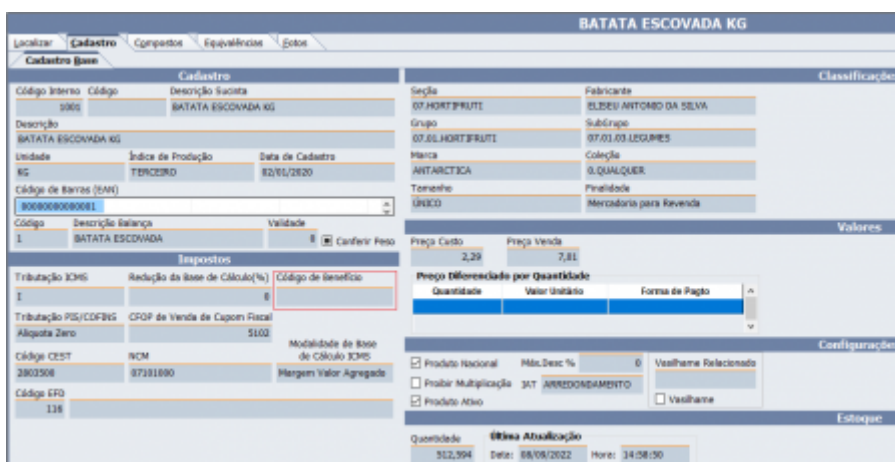 BATATA ESCOVADA KG
Localizar Cadastro Compostos Equivalências Fotos
Cadastro Base
Cadastro
Código Interno Código Descrição Sucinta
1001 BATATA ESCOVADA KG
Descrição
BATATA ESCOVADA KG
Unidade Índice de Produção Data de Cadastro
KG TERCEIRO 02/01/2020
Código de Barras (EAN)
0000000000001
Código Descrição Balança Validade
1 BATATA ESCOVADA 0 Conferir Peso
Impostos
Tributação ICMS Redução da Base de Cálculo(%) Código de Benefício
I 0
Tributação PIS/COFINS CFOP de Venda de Cupom Fiscal
Aliquota Zero 5102
Código CEST NCM Modalidade de Base de Cálculo ICMS
07101000 Margem Valor Agregado
Código EFD
116
Classificaçõe
Seção Fabricante
07.HORTIFRUTI ELISEU ANTONIO DA SILVA
Grupo SubGrupo
07.01.HORTIFRUTI 07.01.03.LEGUMES
Marca Coleção
ANTARCTICA 0.QUALQUER
Tamanho Finalidade
ÚNICO Mercadoria para Revenda
Valores
Preço Custo Preço Venda
2,29 7,81
Preço Diferenciado por Quantidade
Quantidade Valor Unitário Forma de Pagto
Configuraçõe
Produto Nacional Máx.Desc % 0 Vasilhame Relacionado
Proibir Multiplicação IAT ARREDONDAMENTO
Produto Ativo Vasilhame
Estoque
Quantidade Última Atualização
512,594 Data: 08/09/2022 Hora: 14:58:50